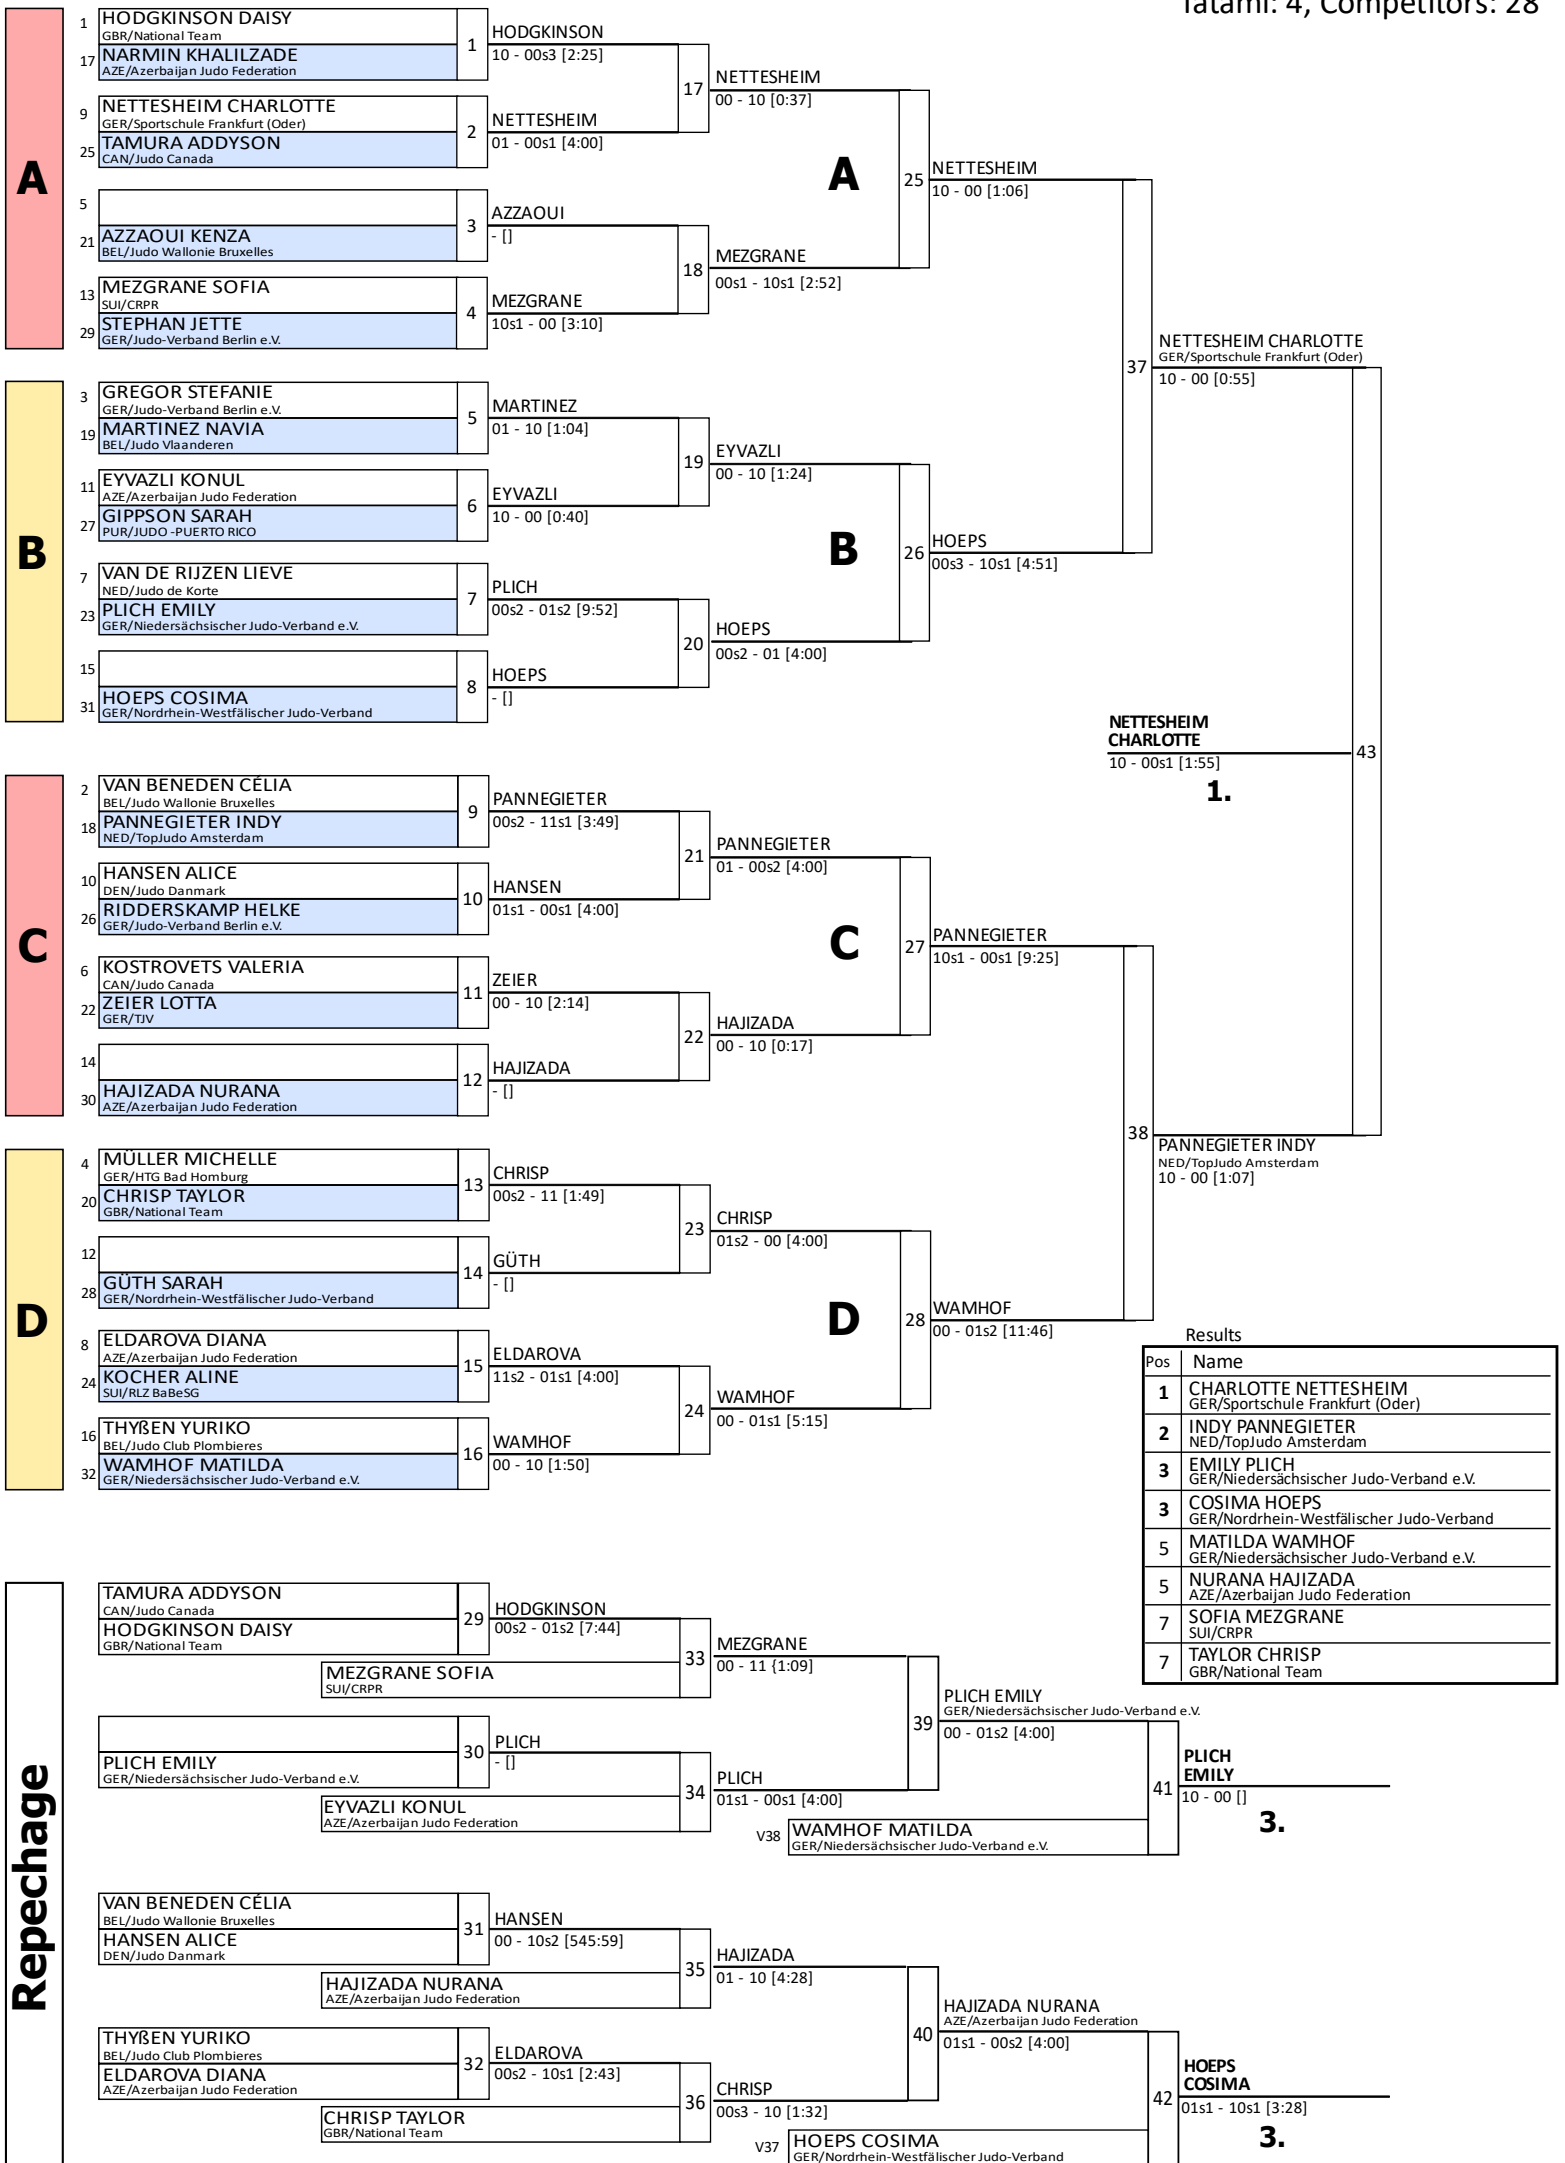 Tatami: 4, Competitors: 28
A
1 HODGKINSON DAISY
GBR/National Team
17 NARMIN KHALILZADE
AZE/Azerbaijan Judo Federation
1
HODGKINSON
10 - 00s3 [2:25]
9 NETTESHEIM CHARLOTTE
GER/Sportschule Frankfurt (Oder)
25 TAMURA ADDYSON
CAN/Judo Canada
2
NETTESHEIM
01 - 00s1 [4:00]
17
NETTESHEIM
00 - 10 [0:37]
5
21 AZZAOUI KENZA
BEL/Judo Wallonie Bruxelles
3
AZZAOUI
- []
13 MEZGRANE SOFIA
SUI/CRPR
29 STEPHAN JETTE
GER/Judo-Verband Berlin e.V.
4
MEZGRANE
10s1 - 00 [3:10]
18
MEZGRANE
00s1 - 10s1 [2:52]
A
25
NETTESHEIM
10 - 00 [1:06]
B
3 GREGOR STEFANIE
GER/Judo-Verband Berlin e.V.
19 MARTINEZ NAVIA
BEL/Judo Vlaanderen
5
MARTINEZ
01 - 10 [1:04]
11 EYVAZLI KONUL
AZE/Azerbaijan Judo Federation
27 GIPPSON SARAH
PUR/JUDO -PUERTO RICO
6
EYVAZLI
10 - 00 [0:40]
19
EYVAZLI
00 - 10 [1:24]
7 VAN DE RIJZEN LIEVE
NED/Judo de Korte
23 PLICH EMILY
GER/Niedersächsischer Judo-Verband e.V.
7
PLICH
00s2 - 01s2 [9:52]
15
31 HOEPS COSIMA
GER/Nordrhein-Westfälischer Judo-Verband
8
HOEPS
- []
20
HOEPS
00s2 - 01 [4:00]
B
26
HOEPS
00s3 - 10s1 [4:51]
37
NETTESHEIM CHARLOTTE
GER/Sportschule Frankfurt (Oder)
10 - 00 [0:55]
NETTESHEIM
CHARLOTTE
10 - 00s1 [1:55]
1.
43
C
2 VAN BENEDEN CÉLIA
BEL/Judo Wallonie Bruxelles
18 PANNEGIETER INDY
NED/TopJudo Amsterdam
9
PANNEGIETER
00s2 - 11s1 [3:49]
10 HANSEN ALICE
DEN/Judo Danmark
26 RIDDERSKAMP HELKE
GER/Judo-Verband Berlin e.V.
10
HANSEN
01s1 - 00s1 [4:00]
21
PANNEGIETER
01 - 00s2 [4:00]
6 KOSTROVETS VALERIA
CAN/Judo Canada
22 ZEIER LOTTA
GER/TJV
11
ZEIER
00 - 10 [2:14]
14
30 HAJIZADA NURANA
AZE/Azerbaijan Judo Federation
12
HAJIZADA
- []
22
HAJIZADA
00 - 10 [0:17]
C
27
PANNEGIETER
10s1 - 00s1 [9:25]
D
4 MÜLLER MICHELLE
GER/HTG Bad Homburg
20 CHRISP TAYLOR
GBR/National Team
13
CHRISP
00s2 - 11 [1:49]
12
28 GÜTH SARAH
GER/Nordrhein-Westfälischer Judo-Verband
14
GÜTH
- []
23
CHRISP
01s2 - 00 [4:00]
8 ELDAROVA DIANA
AZE/Azerbaijan Judo Federation
24 KOCHER ALINE
SUI/RLZ BaBeSG
15
ELDAROVA
11s2 - 01s1 [4:00]
16 THYßEN YURIKO
BEL/Judo Club Plombieres
32 WAMHOF MATILDA
GER/Niedersächsischer Judo-Verband e.V.
16
WAMHOF
00 - 10 [1:50]
24
WAMHOF
00 - 01s1 [5:15]
D
28
WAMHOF
00 - 01s2 [11:46]
38
PANNEGIETER INDY
NED/TopJudo Amsterdam
10 - 00 [1:07]
Results
Pos Name
1 CHARLOTTE NETTESHEIM
GER/Sportschule Frankfurt (Oder)
2 INDY PANNEGIETER
NED/TopJudo Amsterdam
3 EMILY PLICH
GER/Niedersächsischer Judo-Verband e.V.
3 COSIMA HOEPS
GER/Nordrhein-Westfälischer Judo-Verband
5 MATILDA WAMHOF
GER/Niedersächsischer Judo-Verband e.V.
5 NURANA HAJIZADA
AZE/Azerbaijan Judo Federation
7 SOFIA MEZGRANE
SUI/CRPR
7 TAYLOR CHRISP
GBR/National Team
Repechage
TAMURA ADDYSON
CAN/Judo Canada
HODGKINSON DAISY
GBR/National Team
29
HODGKINSON
00s2 - 01s2 [7:44]
MEZGRANE SOFIA
SUI/CRPR
33
MEZGRANE
00 - 11 {1:09]
PLICH EMILY
GER/Niedersächsischer Judo-Verband e.V.
30
PLICH
- []
EYVAZLI KONUL
AZE/Azerbaijan Judo Federation
34
PLICH
01s1 - 00s1 [4:00]
39
PLICH EMILY
GER/Niedersächsischer Judo-Verband e.V.
00 - 01s2 [4:00]
V38 WAMHOF MATILDA
GER/Niedersächsischer Judo-Verband e.V.
41
PLICH
EMILY
10 - 00 []
3.
VAN BENEDEN CÉLIA
BEL/Judo Wallonie Bruxelles
HANSEN ALICE
DEN/Judo Danmark
31
HANSEN
00 - 10s2 [545:59]
HAJIZADA NURANA
AZE/Azerbaijan Judo Federation
35
HAJIZADA
01 - 10 [4:28]
THYßEN YURIKO
BEL/Judo Club Plombieres
ELDAROVA DIANA
AZE/Azerbaijan Judo Federation
32
ELDAROVA
00s2 - 10s1 [2:43]
CHRISP TAYLOR
GBR/National Team
36
CHRISP
00s3 - 10 [1:32]
40
HAJIZADA NURANA
AZE/Azerbaijan Judo Federation
01s1 - 00s2 [4:00]
V37 HOEPS COSIMA
GER/Nordrhein-Westfälischer Judo-Verband
42
HOEPS
COSIMA
01s1 - 10s1 [3:28]
3.